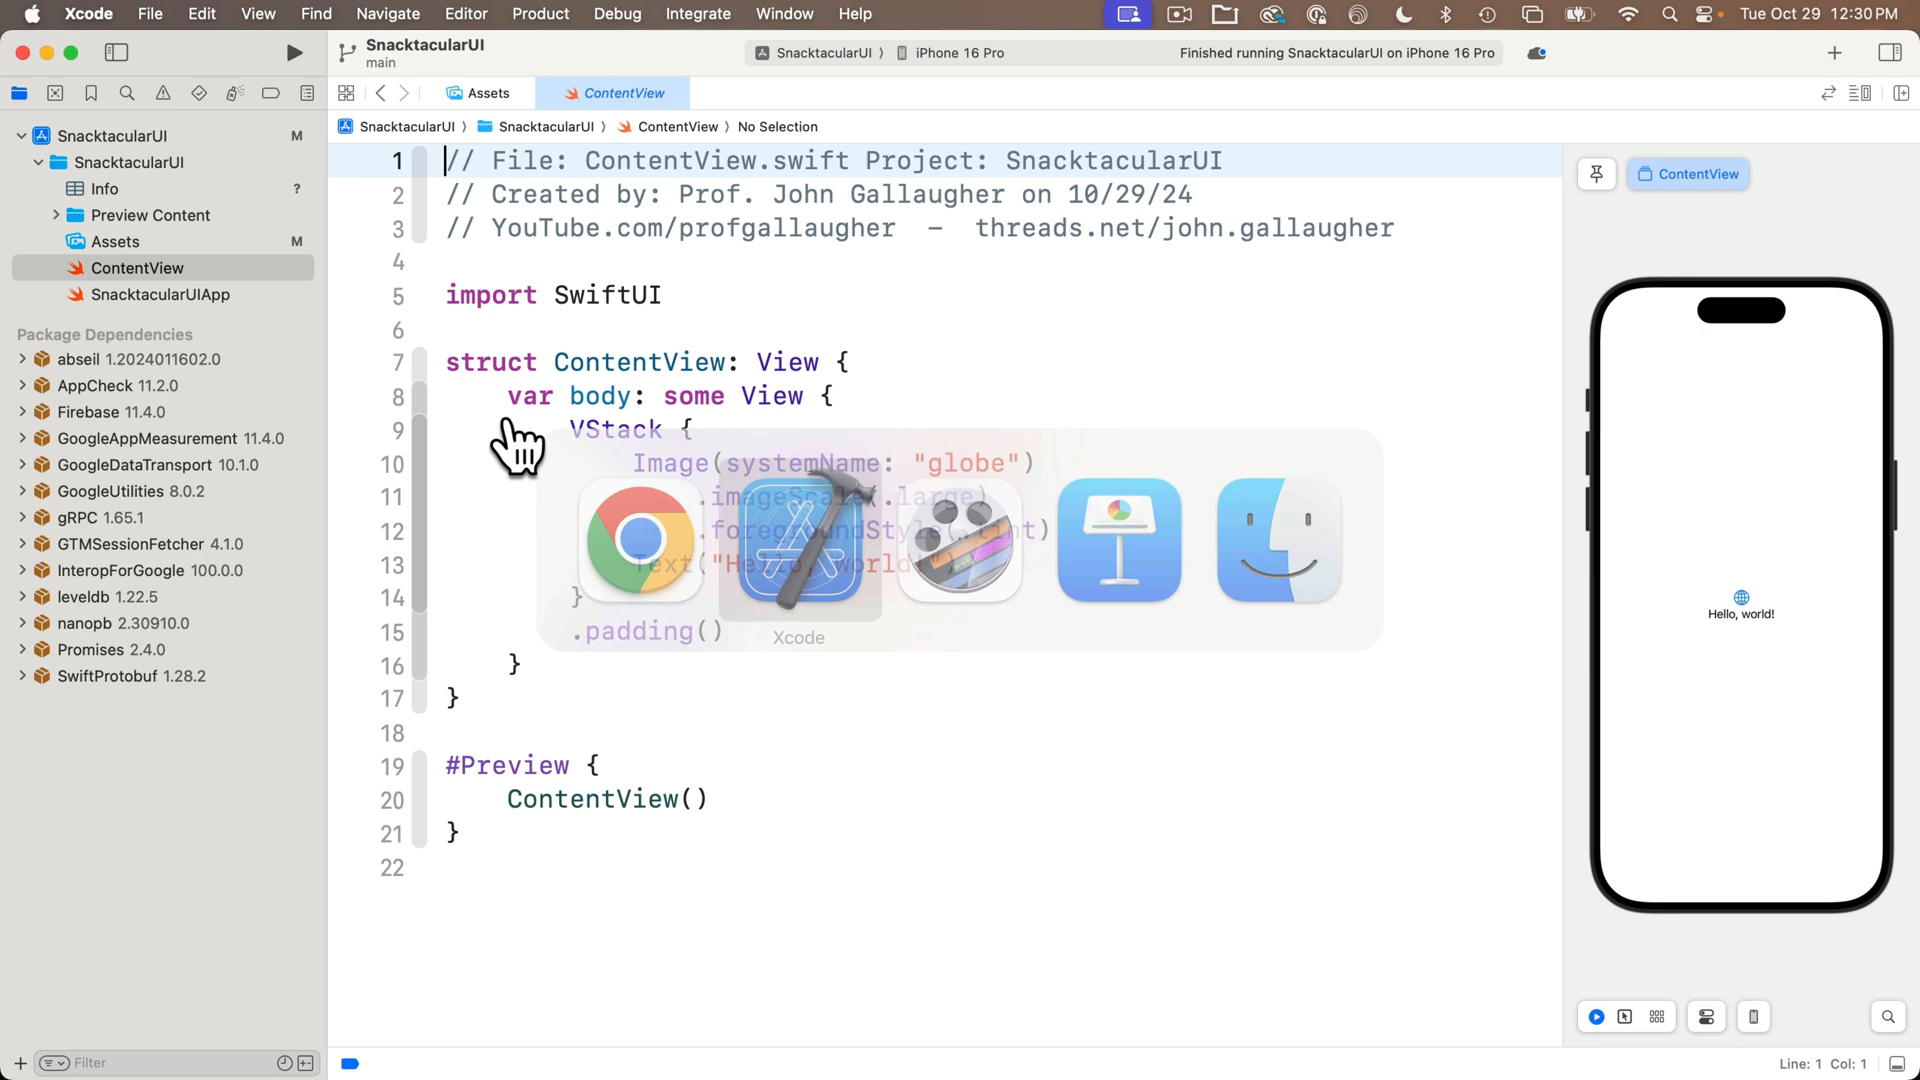 Xcode File Edit View Find Navigate Editor Product Debug Integrate Window Help Tue Oct 29 12:30 PM
SnacktacularUI
main
SnacktacularUI iPhone 16 Pro Finished running SnacktacularUI on iPhone 16 Pro
Assets ContentView
SnacktacularUI SnacktacularUI ContentView No Selection
SnacktacularUI M
SnacktacularUI
Info ?
Preview Content
Assets M
ContentView
SnacktacularUIApp
Package Dependencies
abseil 1.2024011602.0
AppCheck 11.2.0
Firebase 11.4.0
GoogleAppMeasurement 11.4.0
GoogleDataTransport 10.1.0
GoogleUtilities 8.0.2
gRPC 1.65.1
GTMSessionFetcher 4.1.0
InteropForGoogle 100.0.0
leveldb 1.22.5
nanopb 2.30910.0
Promises 2.4.0
SwiftProtobuf 1.28.2
Filter
1 // File: ContentView.swift Project: SnacktacularUI
2 // Created by: Prof. John Gallaugher on 10/29/24
3 // YouTube.com/profgallaugher – threads.net/john.gallaugher
4
5 import SwiftUI
6
7 struct ContentView: View {
8 var body: some View {
9 VStack {
10 Image(systemName: "globe")
11 .imageScale(.large)
12 .foregroundStyle(.tint)
13 Text("Hello, world!")
14 }
15 .padding()
16 }
17 }
18
19 #Preview {
20 ContentView()
21 }
22
Xcode
ContentView
Hello, world!
Line: 1 Col: 1